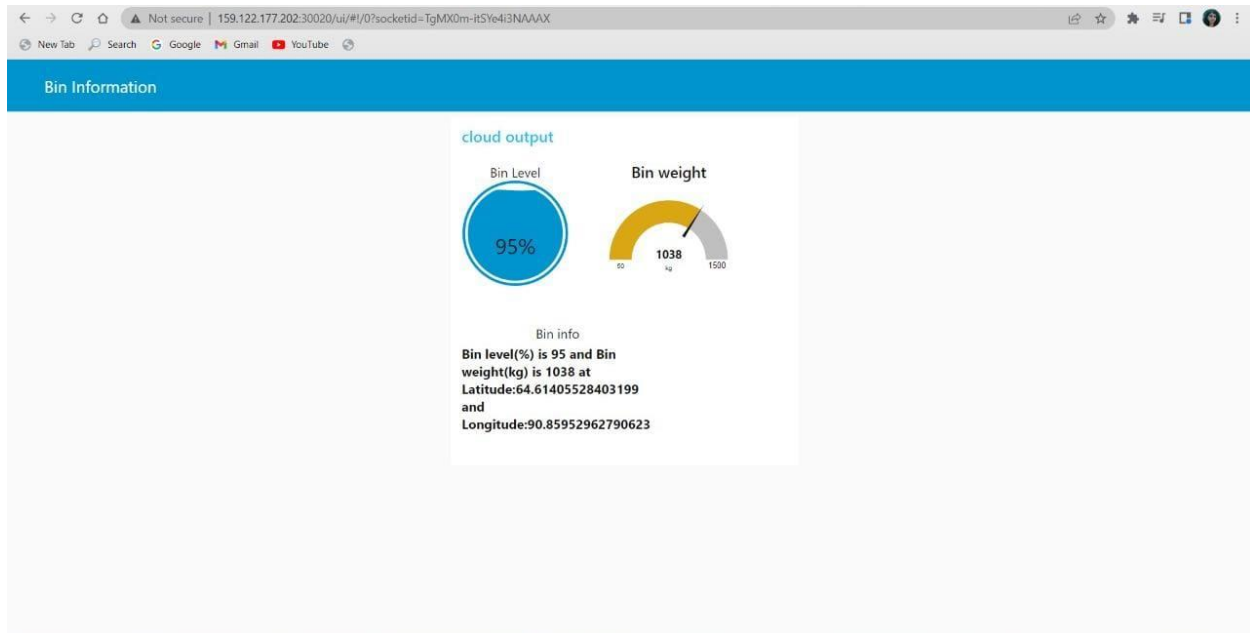 Not secure | 159.122.177.202:30020/ui/#!/0?socketid=TgMX0m-itSYe4i3NAAAX
New Tab Search Google Gmail YouTube
Bin Information
cloud output
Bin Level
Bin weight
95%
1038
60 kg 1500
Bin info
Bin level(%) is 95 and Bin
weight(kg) is 1038 at
Latitude:64.61405528403199
and
Longitude:90.85952962790623